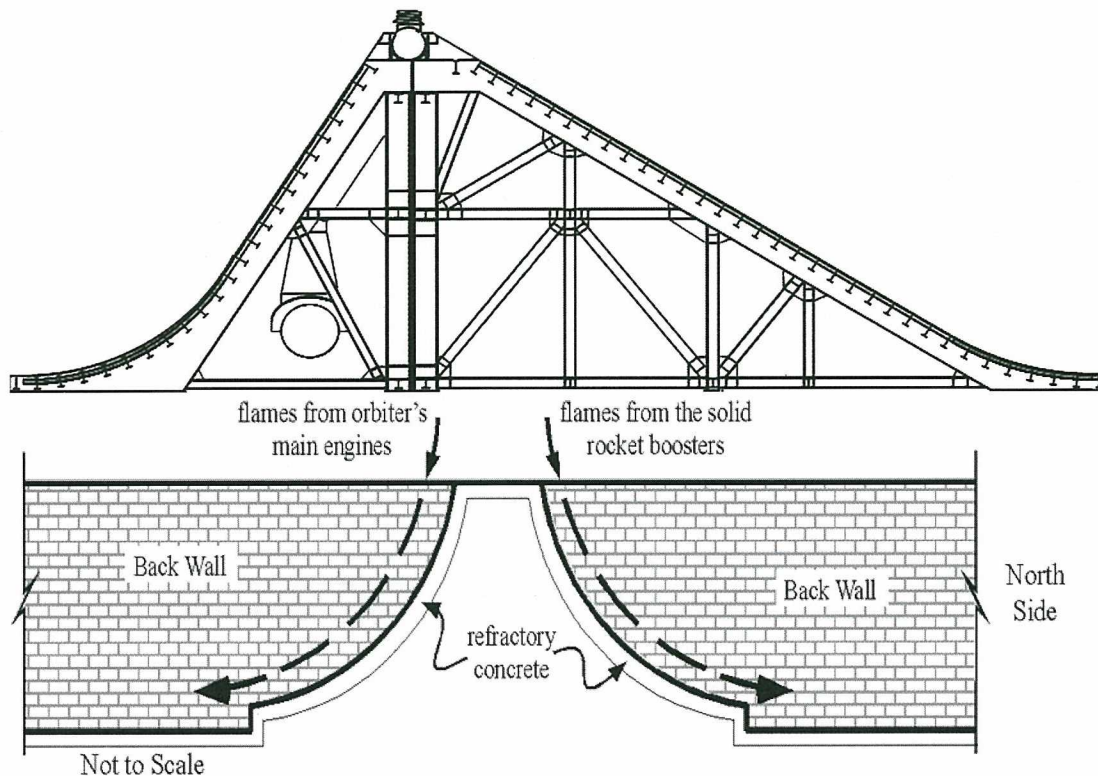 flames from orbiter's
main engines
flames from the solid
rocket boosters
Back Wall
Back Wall
North
Side
refractory
concrete
Not to Scale